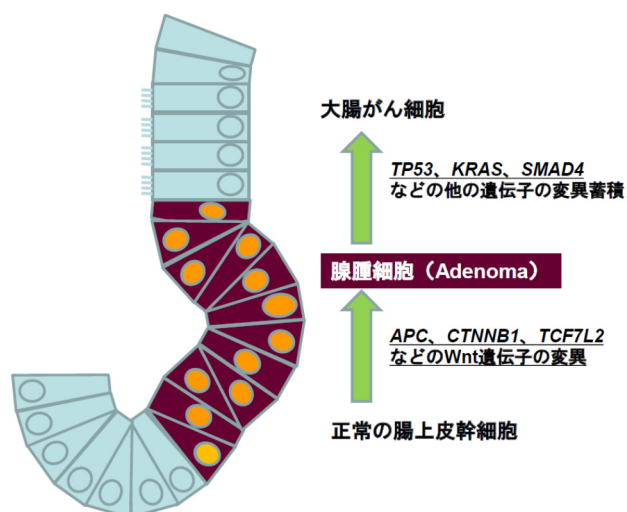 大腸がん細胞
TP53、KRAS、SMAD4
などの他の遺伝子の変異蓄積
腺腫細胞（Adenoma）
APC、CTNNB1、TCF7L2
などのWnt遺伝子の変異
正常の腸上皮幹細胞